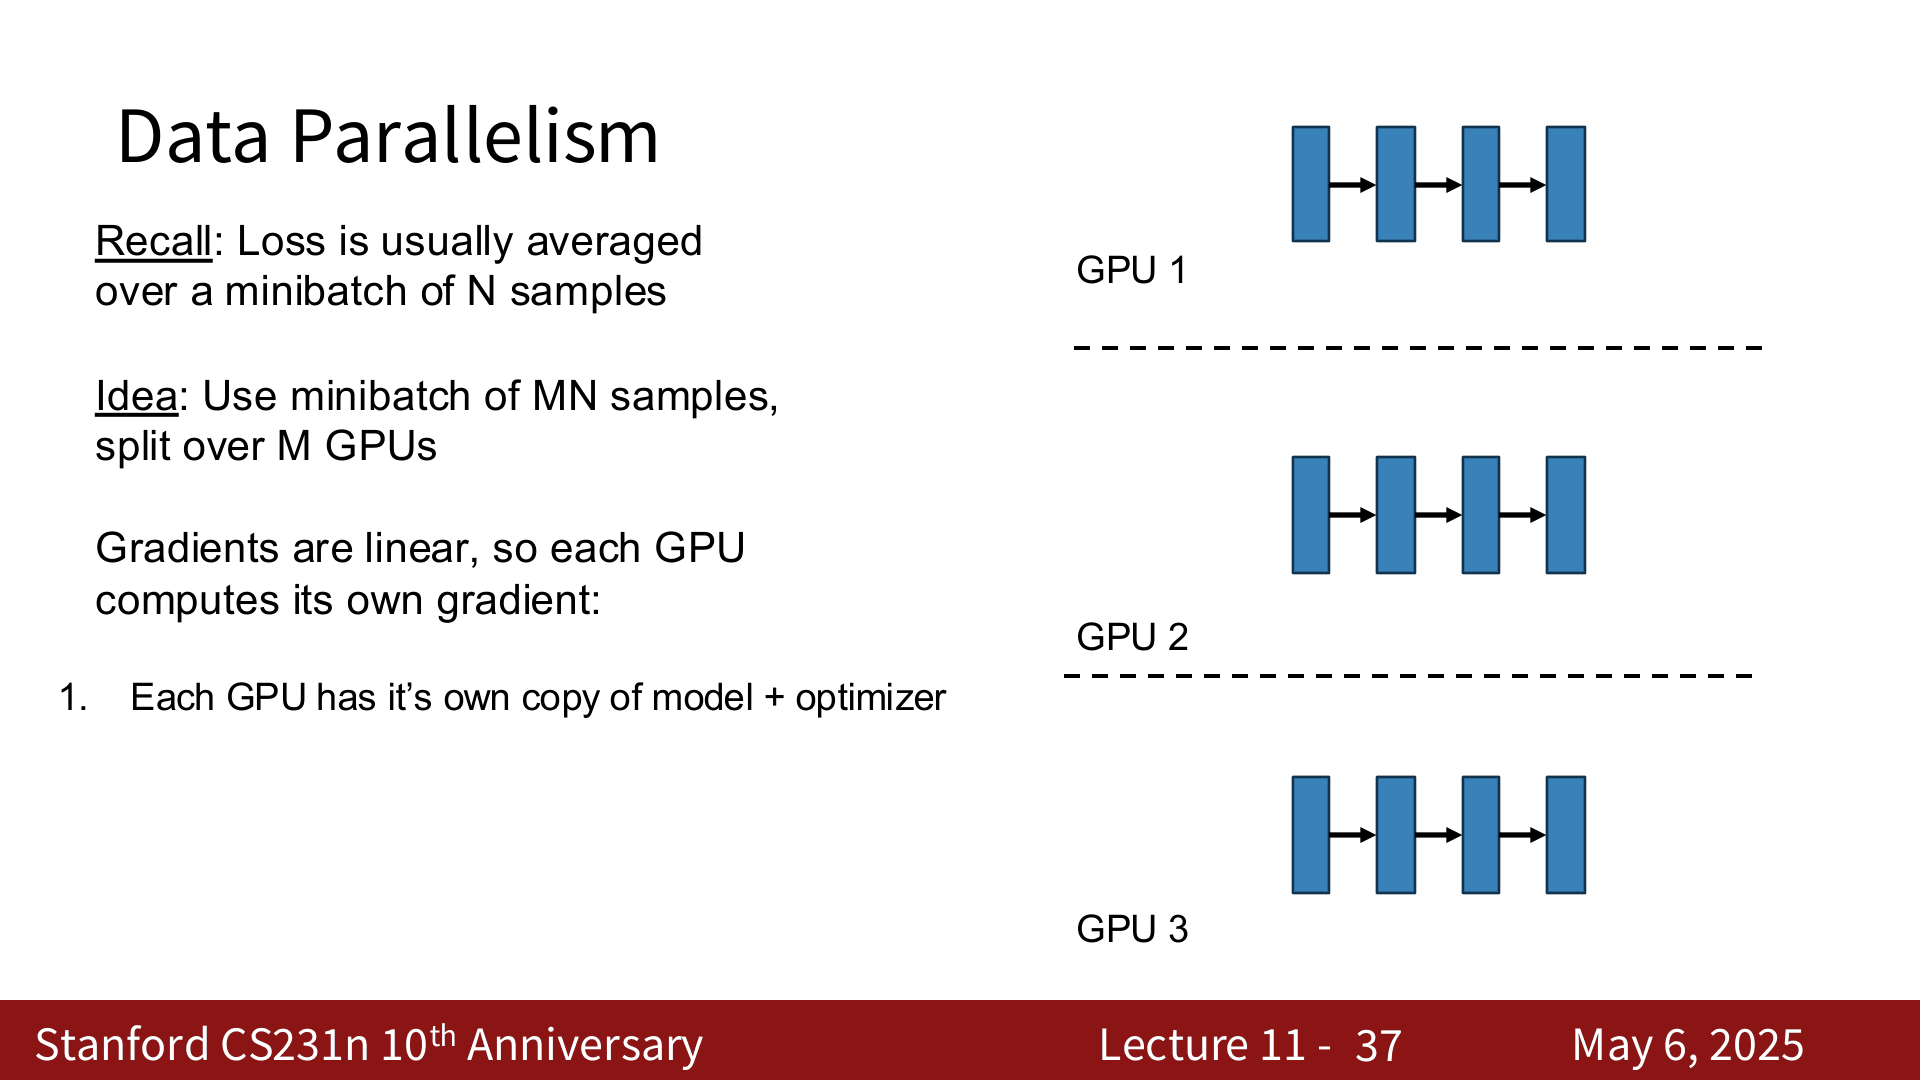 Data Parallelism
Recall: Loss is usually averaged
over a minibatch of N samples
Idea: Use minibatch of MN samples,
split over M GPUs
Gradients are linear, so each GPU
computes its own gradient:
1. Each GPU has it’s own copy of model + optimizer
GPU 1
GPU 2
GPU 3
Stanford CS231n 10th Anniversary
Lecture 11 - 37
May 6, 2025